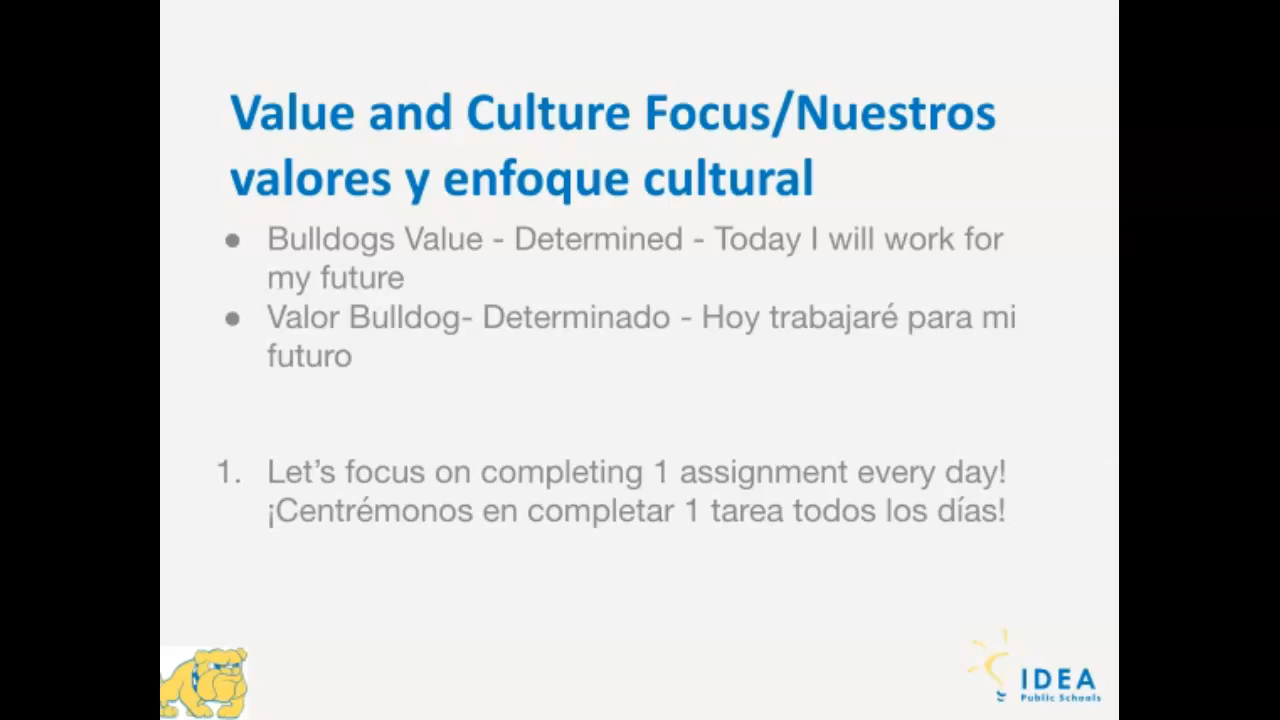 Value and Culture Focus/Nuestros
valores y enfoque cultural
● Bulldogs Value - Determined - Today I will work for
my future
● Valor Bulldog- Determinado - Hoy trabajaré para mi
futuro
1. Let's focus on completing 1 assignment every day!
¡Centrémonos en completar 1 tarea todos los días!
IDEA
Public Schools